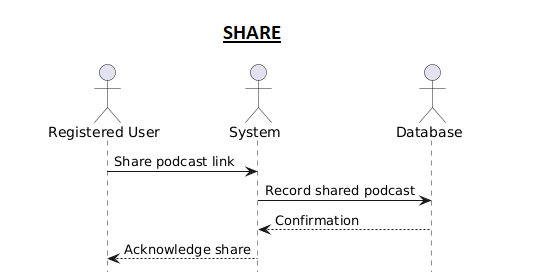 SHARE
Registered User
System
Database
Share podcast link
Record shared podcast
Confirmation
Acknowledge share